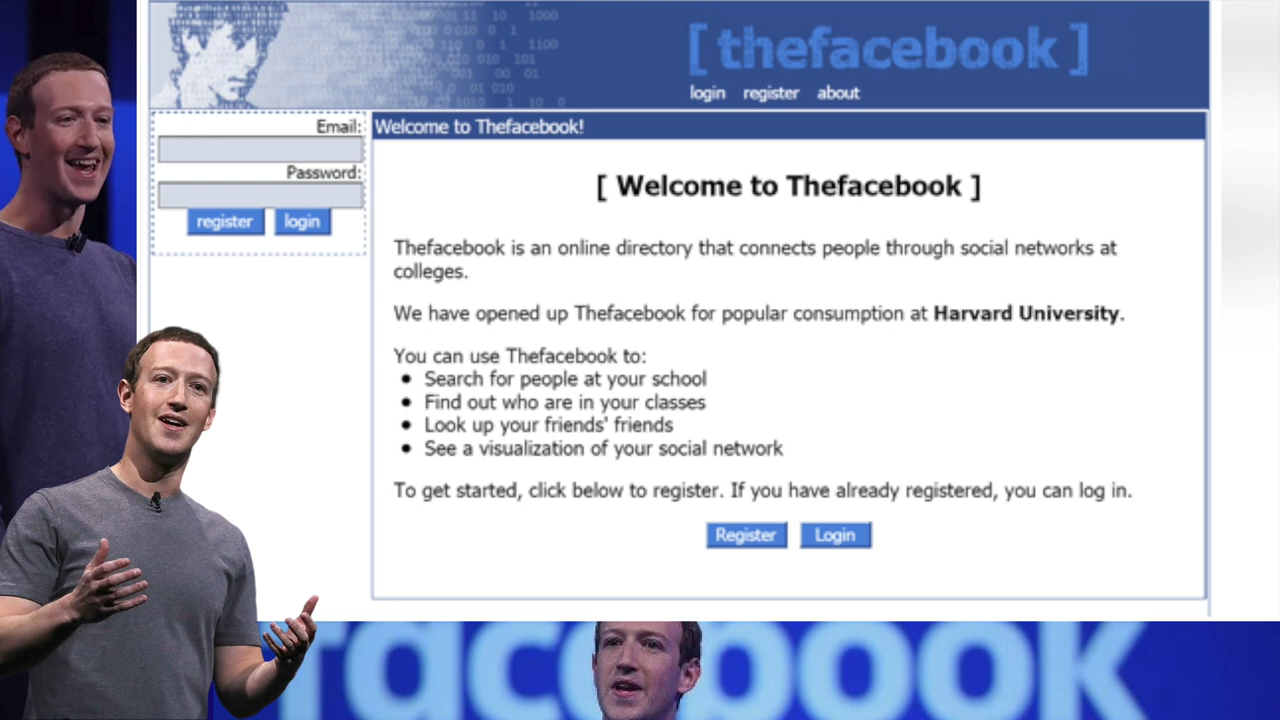 [ thefacebook ]
login register about
Email:
Password:
register login
Welcome to Thefacebook!
[ Welcome to Thefacebook ]
Thefacebook is an online directory that connects people through social networks at
colleges.
We have opened up Thefacebook for popular consumption at Harvard University.
You can use Thefacebook to:
• Search for people at your school
• Find out who are in your classes
• Look up your friends' friends
• See a visualization of your social network
To get started, click below to register. If you have already registered, you can log in.
Register Login
facebook